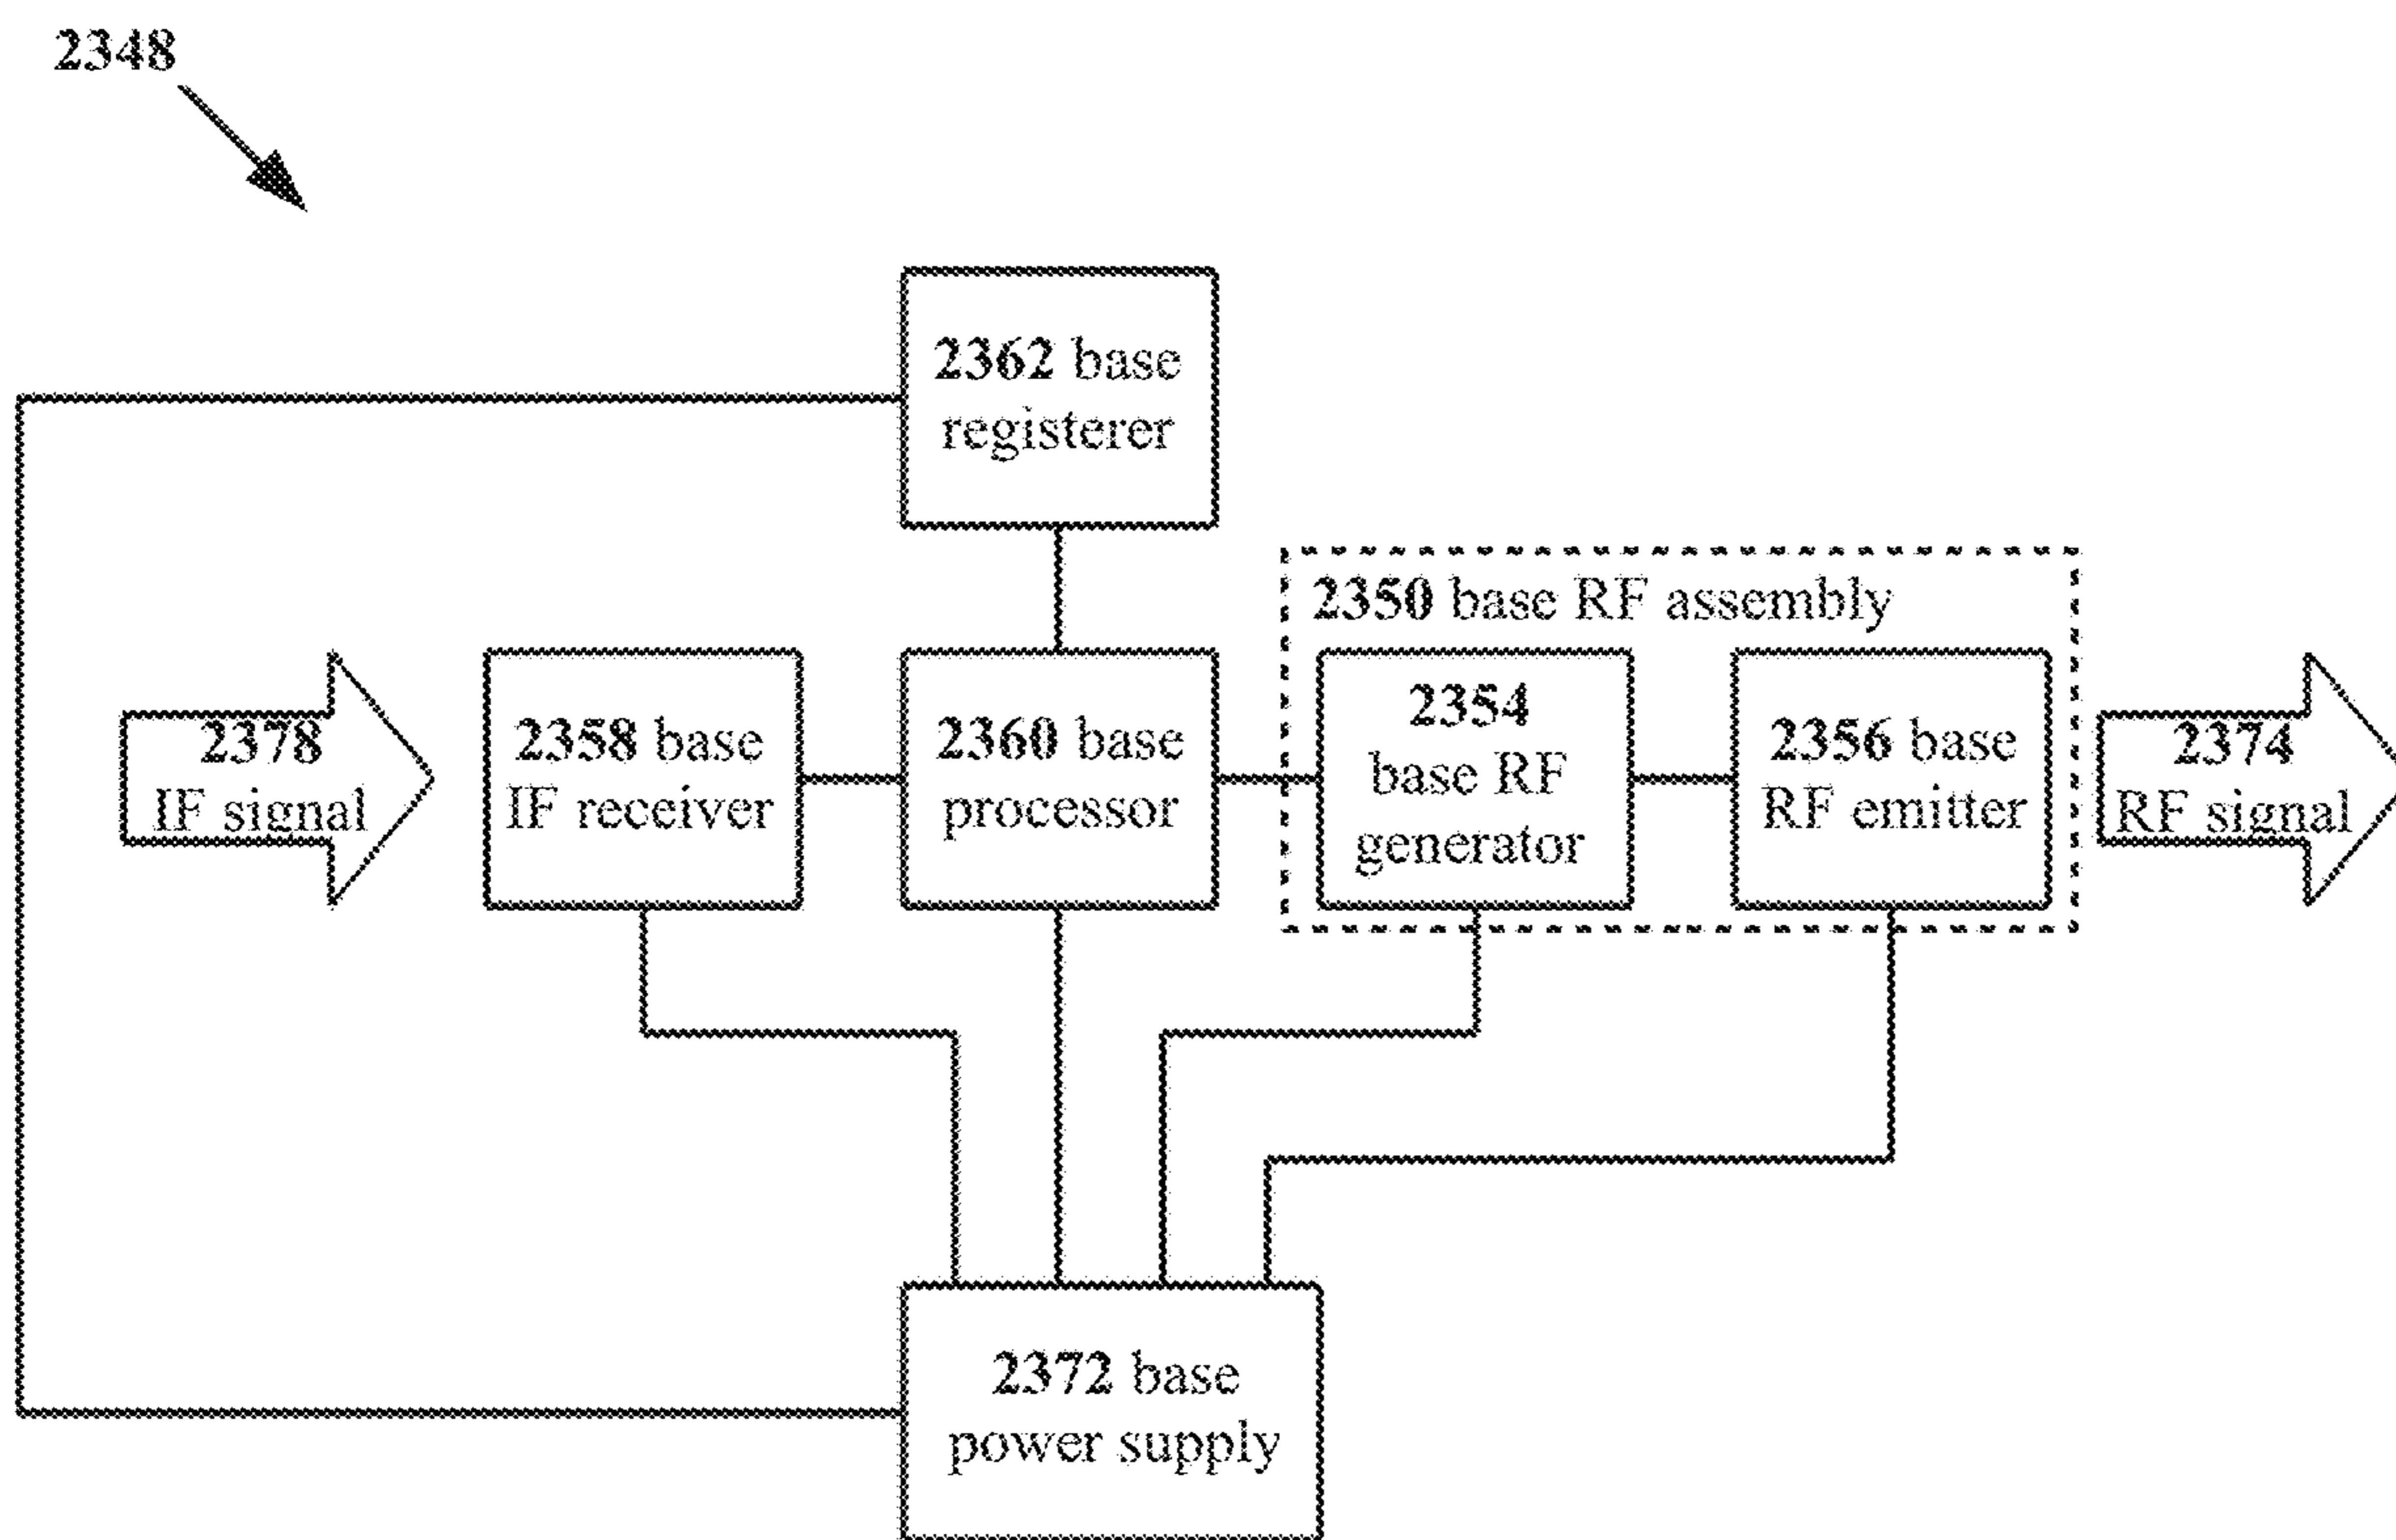 2348
2362 base
registerer
2350 base RF assembly
2378
IF signal
2358 base
IF receiver
2360 base
processor
2354
base RF
generator
2356 base
RF emitter
2374
RF signal
2372 base
power supply